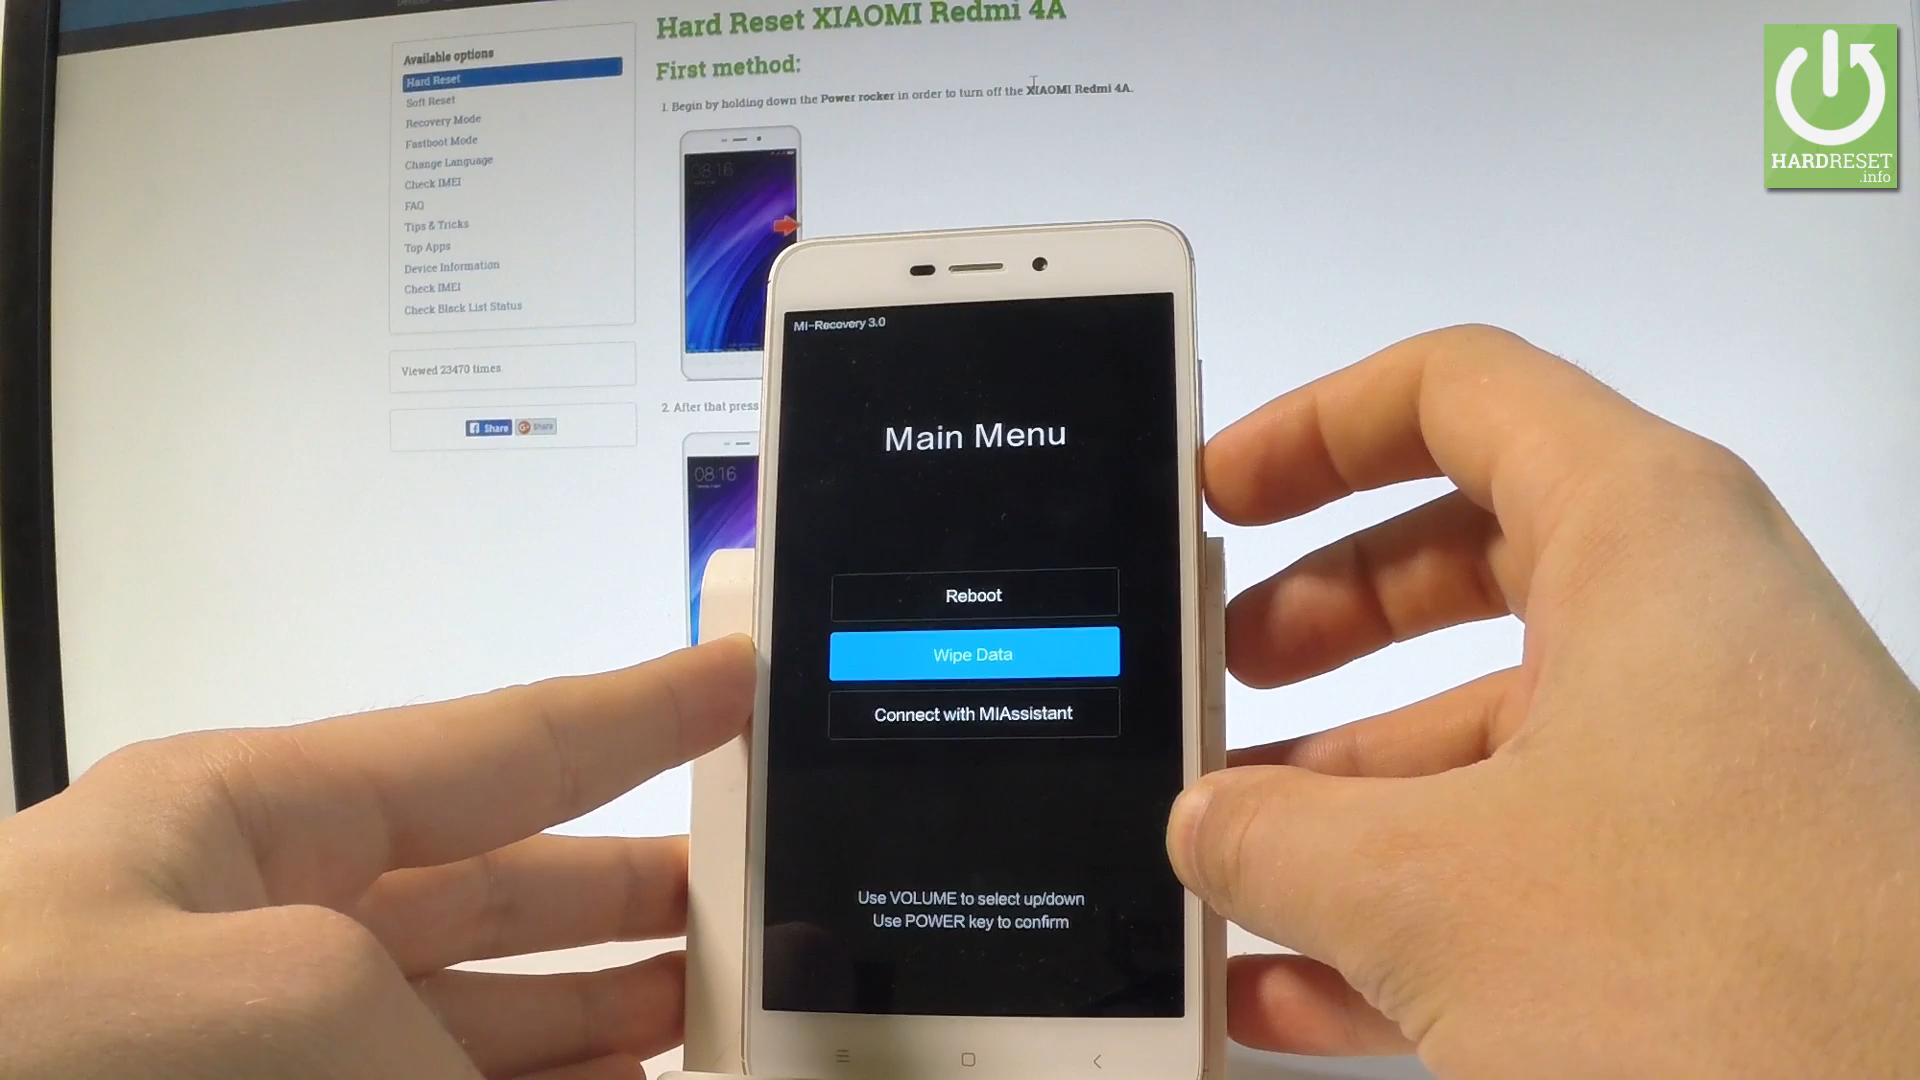 Hard Reset XIAOMI Redmi 4A
First method:
1. Begin by holding down the Power rocker in order to turn off the XIAOMI Redmi 4A.
Available options
Hard Reset
Soft Reset
Recovery Mode
Fastboot Mode
Change Language
Check IMEI
FAQ
Tips & Tricks
Top Apps
Device Information
Check IMEI
Check Black List Status
Viewed 23470 times
Share
Share
08:16
2. After that press
08:16
MI-Recovery 3.0
Main Menu
Reboot
Wipe Data
Connect with MIAssistant
Use VOLUME to select up/down
Use POWER key to confirm
HARDRESET
.info